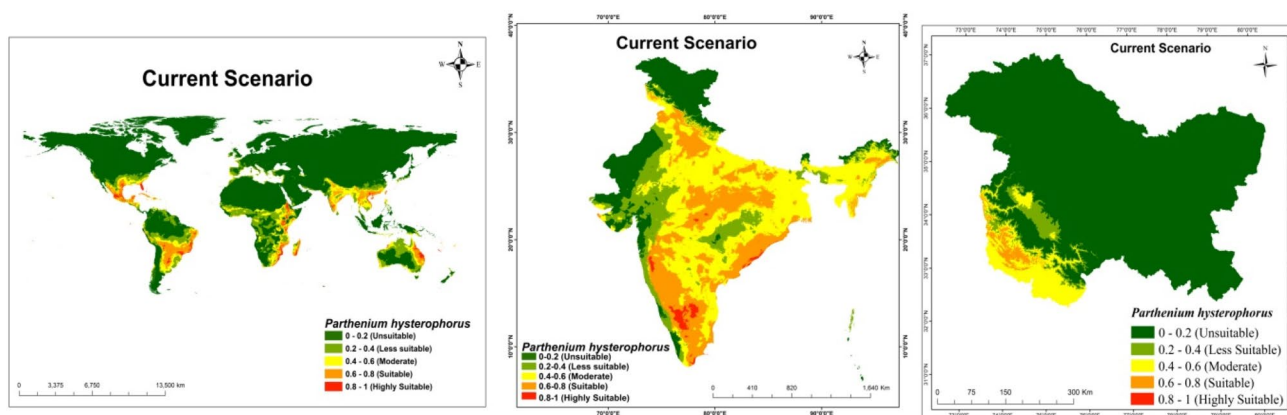 Current Scenario
N
W
E
S
Parthenium hysterophorus
0 - 0.2 (Unsuitable)
0.2 - 0.4 (Less suitable)
0.4 - 0.6 (Moderate)
0.6 - 0.8 (Suitable)
0.8 - 1 (Highly Suitable)
0
3,375
6,750
13,500 km
70°0'0"E
80°0'0"E
90°0'0"E
Current Scenario
N
W
E
S
Parthenium hysterophorus
0-0.2 (Unsuitable)
0.2-0.4 (Less suitable)
0.4-0.6 (Moderate)
0.6-0.8 (Suitable)
0.8-1 (Highly Suitable)
0
410
820
1,640 Km
70°0'0"E
80°0'0"E
90°0'0"E
73°0'0"E
74°0'0"E
75°0'0"E
76°0'0"E
77°0'0"E
78°0'0"E
79°0'0"E
80°0'0"E
Current Scenario
N
Parthenium hysterophorus
0 - 0.2 (Unsuitable)
0.2 - 0.4 (Less Suitable)
0.4 - 0.6 (Moderate)
0.6 - 0.8 (Suitable)
0.8 - 1 (Highly Suitable)
0
75
150
300 Km